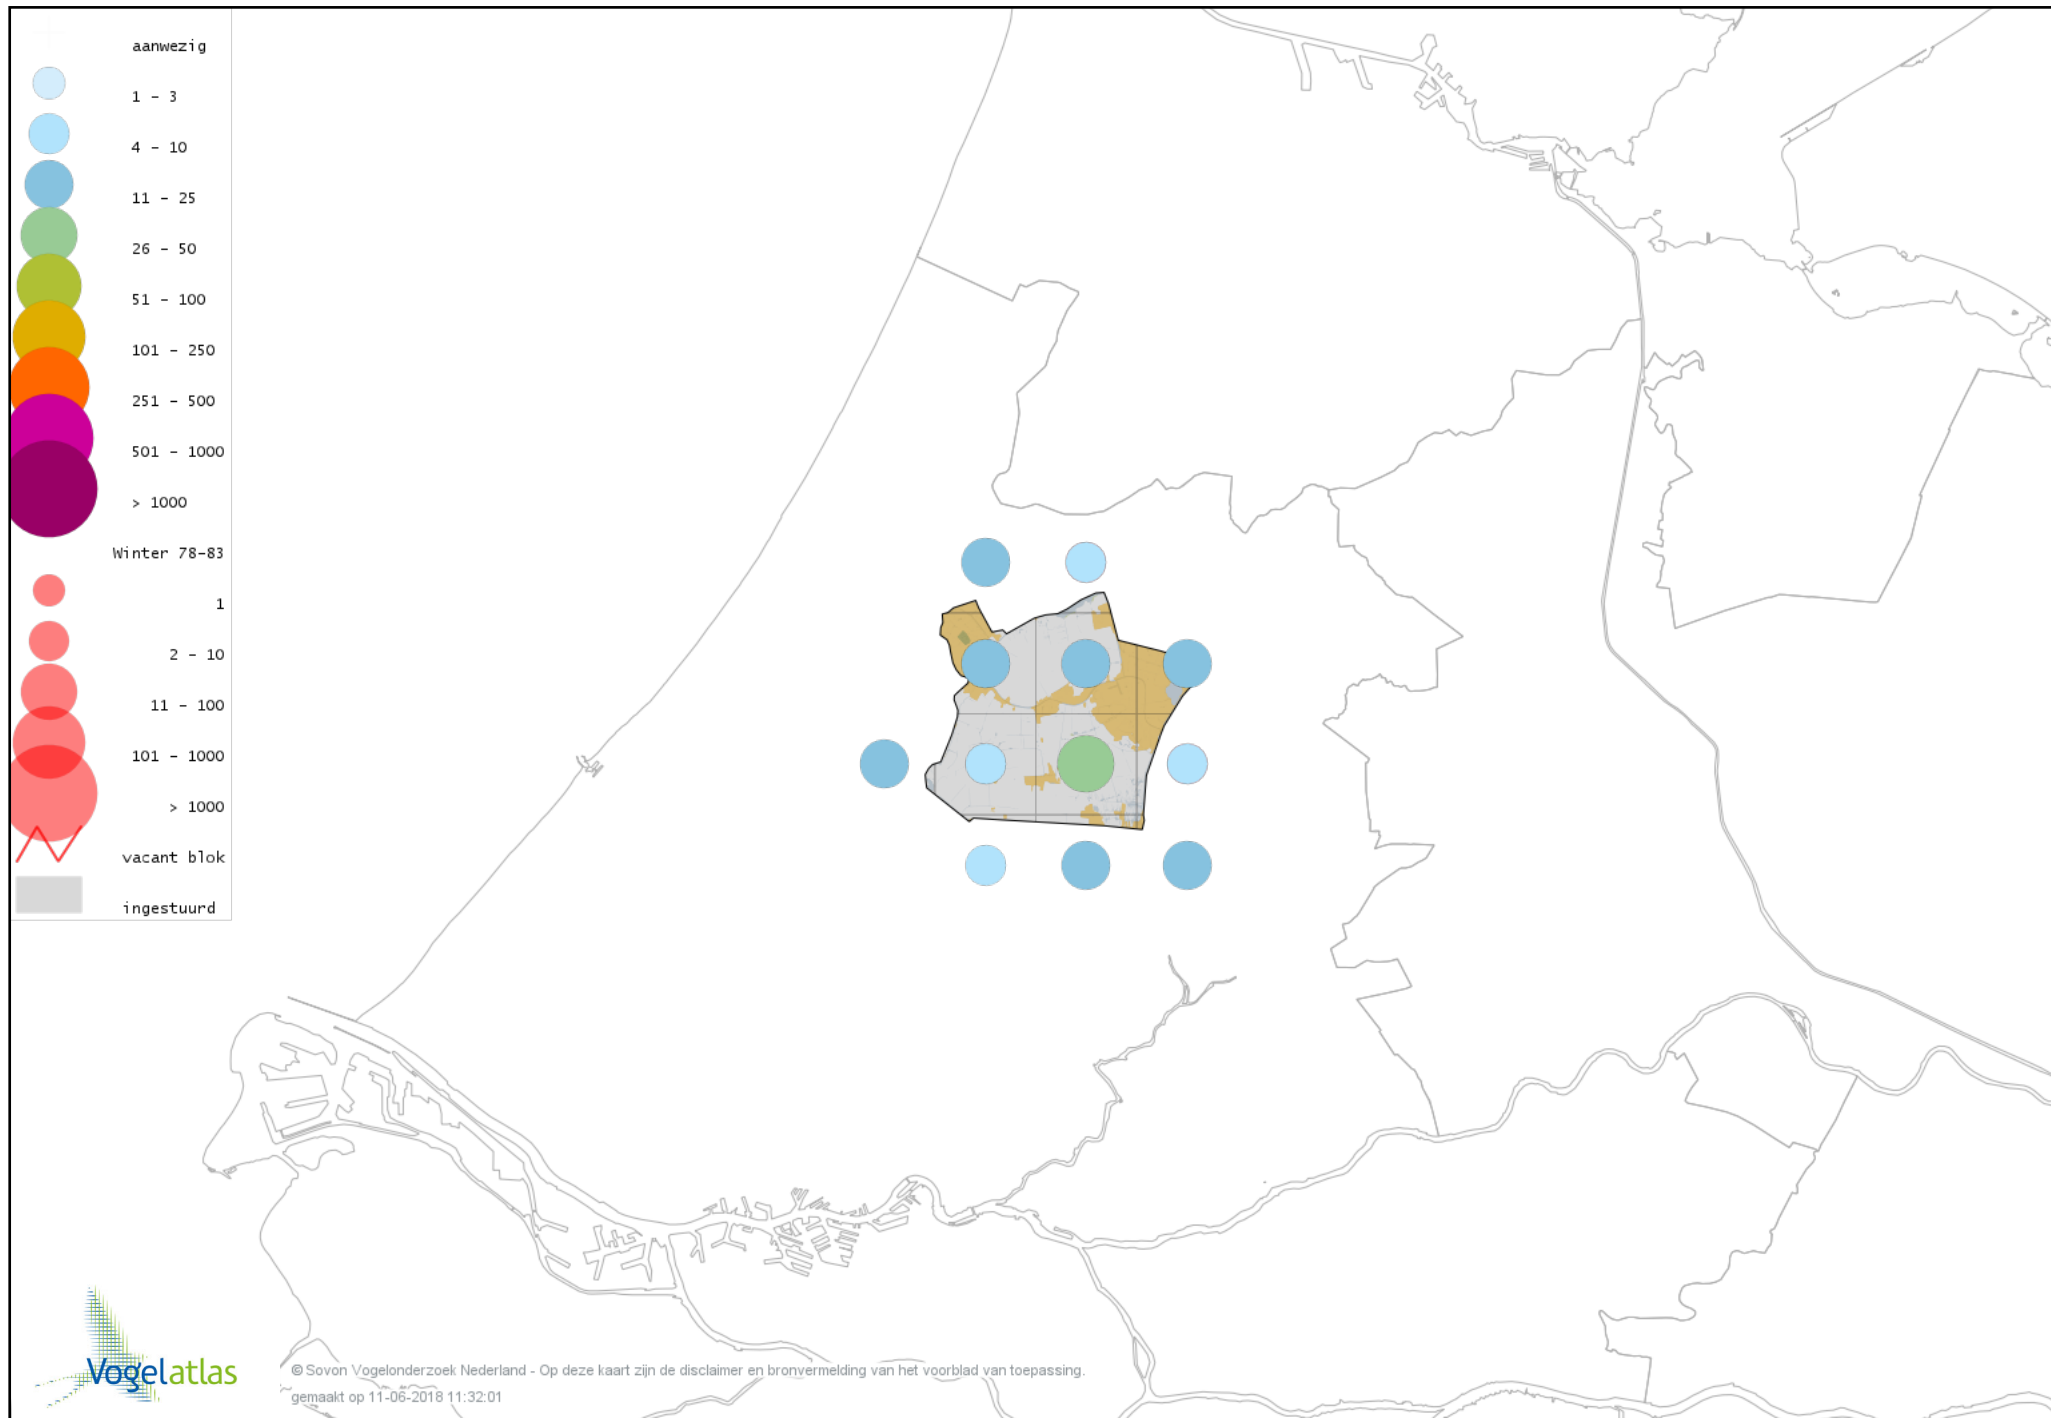 aanwezig
1 - 3
4 - 10
11 - 25
26 - 50
51 - 100
101 - 250
251 - 500
501 - 1000
> 1000
Winter 78-83
1
2 - 10
11 - 100
101 - 1000
> 1000
vacant blok
ingestuurd
Vogelatlas
© Sovon Vogelonderzoek Nederland - Op deze kaart zijn de disclaimer en bronvermelding van het voorblad van toepassing.
gemaakt op 11-06-2018 11:32:01